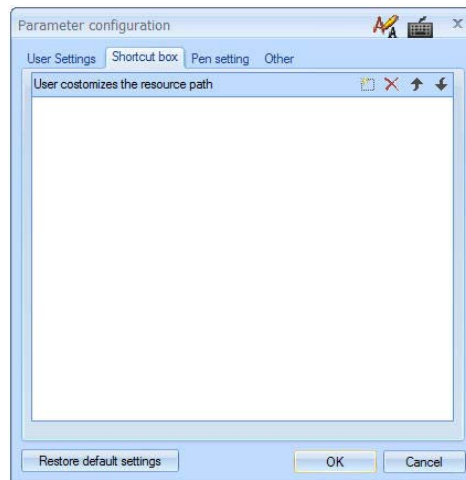 Parameter configuration
User Settings Shortcut box Pen setting Other
User costomizes the resource path
Restore default settings OK Cancel